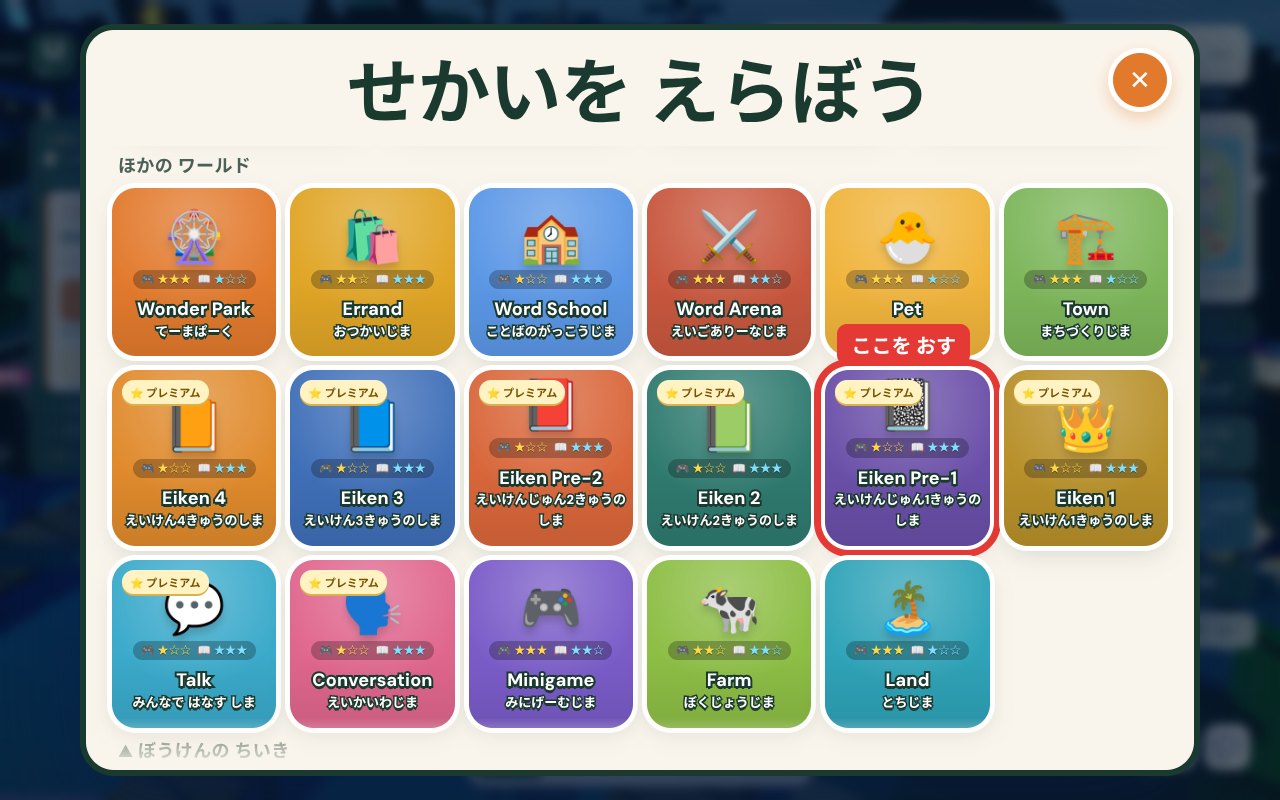 せかいを えらぼう
×
ほかの ワールド
★★★ ★☆☆
Wonder Park
てーまぱーく
★★☆ ★★★
Errand
おつかいじま
★☆☆ ★★★
Word School
ことばのがっこうじま
★★★ ★★☆
Word Arena
えいごありーなじま
★★★ ★☆☆
Pet
★★★ ★☆☆
Town
まちづくりじま
ここを おす
⭐ プレミアム
★☆☆ ★★★
Eiken 4
えいけん4きゅうのしま
⭐ プレミアム
★☆☆ ★★★
Eiken 3
えいけん3きゅうのしま
⭐ プレミアム
★☆☆ ★★★
Eiken Pre-2
えいけんじゅん2きゅうの
しま
⭐ プレミアム
★☆☆ ★★★
Eiken 2
えいけん2きゅうのしま
⭐ プレミアム
★☆☆ ★★★
Eiken Pre-1
えいけんじゅん1きゅうの
しま
⭐ プレミアム
★☆☆ ★★★
Eiken 1
えいけん1きゅうのしま
⭐ プレミアム
★☆☆ ★★★
Talk
みんなで はなす しま
⭐ プレミアム
★☆☆ ★★★
Conversation
えいかいわじま
★★★ ★★☆
Minigame
みにげーむじま
★★☆ ★★☆
Farm
ぼくじょうじま
★★★ ★☆☆
Land
とちじま
▲ ぼうけんの ちいき